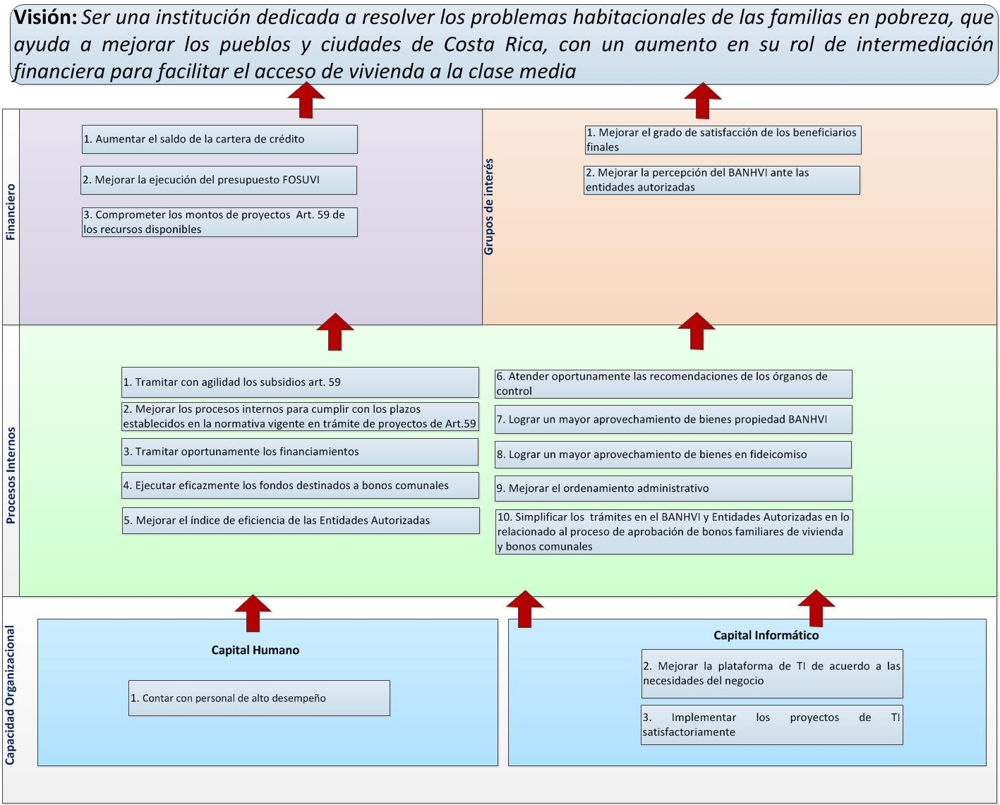 Visión: Ser una institución dedicada a resolver los problemas habitacionales de las familias en pobreza, que
ayuda a mejorar los pueblos y ciudades de Costa Rica, con un aumento en su rol de intermediación
financiera para facilitar el acceso de vivienda a la clase media
Financiero
1. Aumentar el saldo de la cartera de crédito
2. Mejorar la ejecución del presupuesto FOSUVI
3. Comprometer los montos de proyectos Art. 59 de
los recursos disponibles
Grupos de interés
1. Mejorar el grado de satisfacción de los beneficiarios
finales
2. Mejorar la percepción del BANHVI ante las
entidades autorizadas
Procesos Internos
1. Tramitar con agilidad los subsidios art. 59
2. Mejorar los procesos internos para cumplir con los plazos
establecidos en la normativa vigente en trámite de proyectos de Art.59
3. Tramitar oportunamente los financiamientos
4. Ejecutar eficazmente los fondos destinados a bonos comunales
5. Mejorar el índice de eficiencia de las Entidades Autorizadas
6. Atender oportunamente las recomendaciones de los órganos de
control
7. Lograr un mayor aprovechamiento de bienes propiedad BANHVI
8. Lograr un mayor aprovechamiento de bienes en fideicomiso
9. Mejorar el ordenamiento administrativo
10. Simplificar los trámites en el BANHVI y Entidades Autorizadas en lo
relacionado al proceso de aprobación de bonos familiares de vivienda
y bonos comunales
Capacidad Organizacional
Capital Humano
1. Contar con personal de alto desempeño
Capital Informático
2. Mejorar la plataforma de TI de acuerdo a las
necesidades del negocio
3. Implementar los proyectos de TI
satisfactoriamente